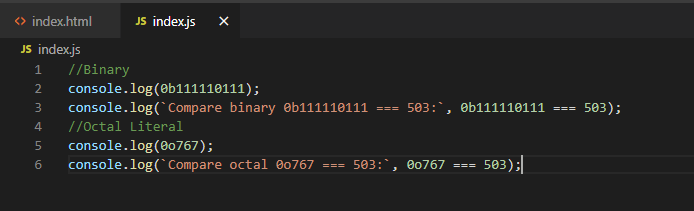 <> index.html JS index.js ×
JS index.js
1 //Binary
2 console.log(0b111110111);
3 console.log(`Compare binary 0b111110111 === 503:`, 0b111110111 === 503);
4 //Octal Literal
5 console.log(0o767);
6 console.log(`Compare octal 0o767 === 503:`, 0o767 === 503);